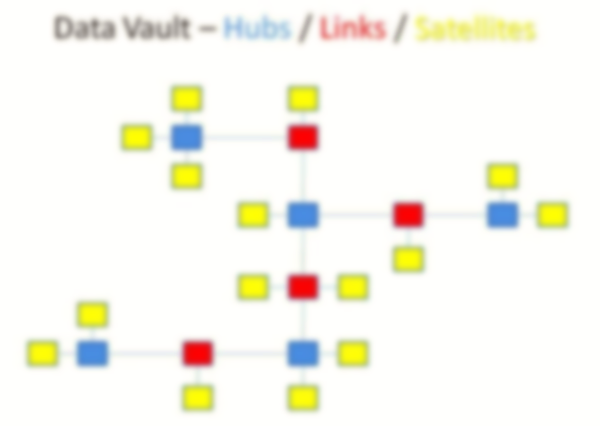 Data Vault – Hubs / Links / Satellites